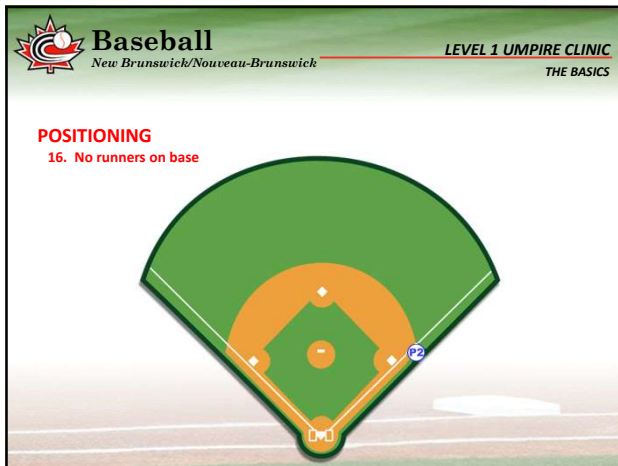 Baseball
New Brunswick/Nouveau-Brunswick
LEVEL 1 UMPIRE CLINIC
THE BASICS
POSITIONING
16. No runners on base
P2